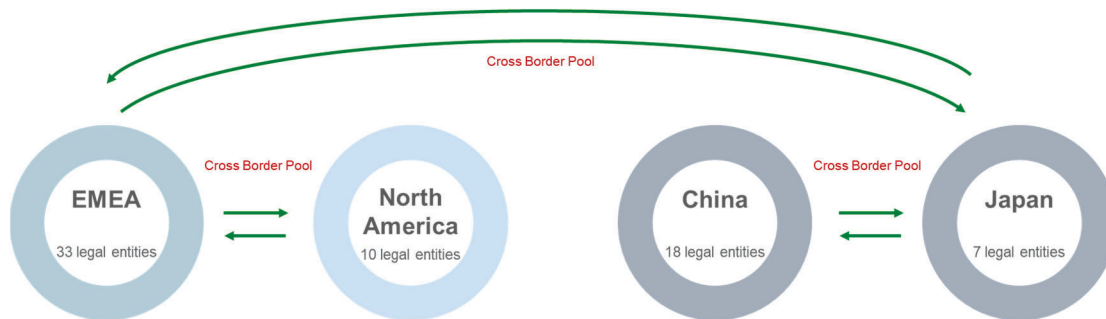 Cross Border Pool
Cross Border Pool
Cross Border Pool
EMEA
North
America
China
Japan
33 legal entities
10 legal entities
18 legal entities
7 legal entities